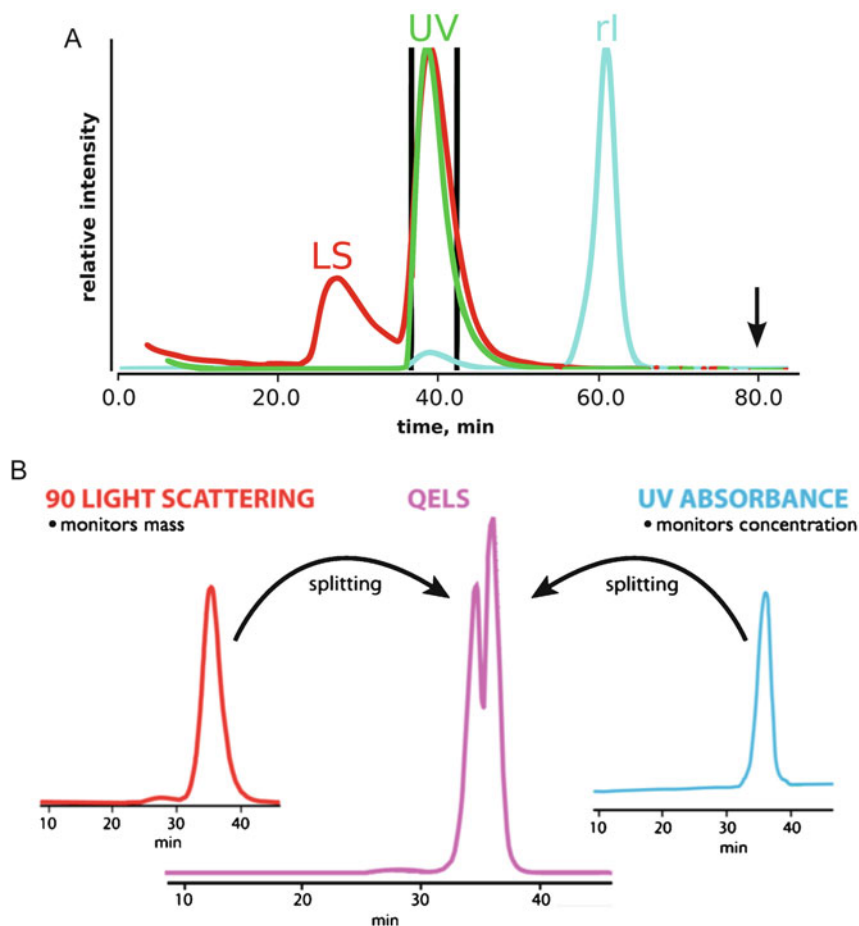 A
UV
rI
LS
relative intensity
0.0 20.0 40.0 60.0 80.0
time, min
B
90 LIGHT SCATTERING
• monitors mass
QELS
UV ABSORBANCE
• monitors concentration
splitting
splitting
10 20 30 40
min
10 20 30 40
min
10 20 30 40
min